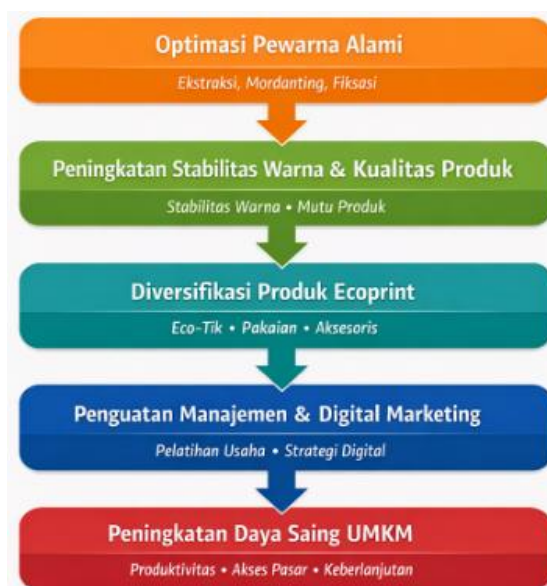 Optimasi Pewarna Alami
Ekstraksi, Mordanting, Fiksasi
Peningkatan Stabilitas Warna & Kualitas Produk
Stabilitas Warna • Mutu Produk
Diversifikasi Produk Ecoprint
Eco-Tik • Pakaian • Aksesoris
Penguatan Manajemen & Digital Marketing
Pelatihan Usaha • Strategi Digital
Peningkatan Daya Saing UMKM
Produktivitas • Akses Pasar • Keberlanjutan